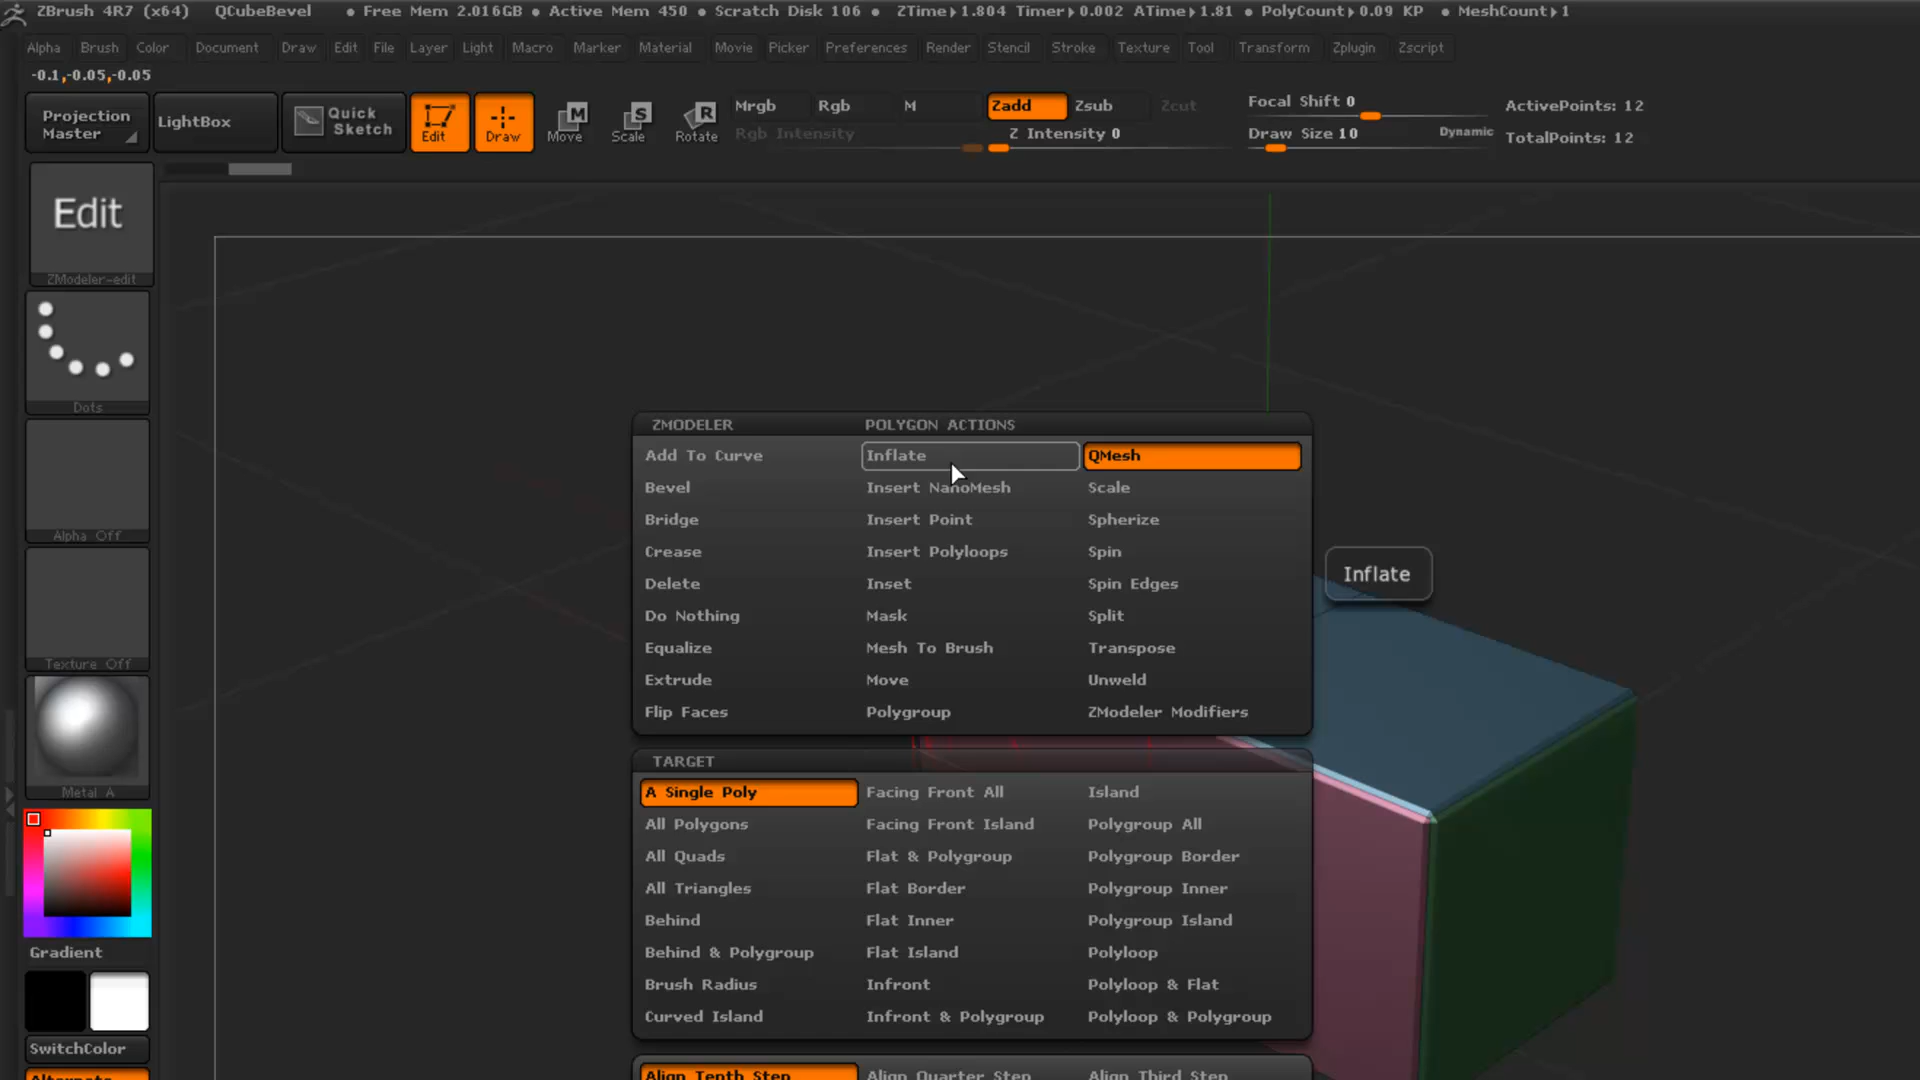 ZBrush 4R7 (x64) QCubeBevel • Free Mem 2.016GB • Active Mem 450 • Scratch Disk 106 • ZTime▸1.804 Timer▸0.002 ATime▸1.81 • PolyCount▸0.09 KP • MeshCount▸1
Alpha Brush Color Document Draw Edit File Layer Light Macro Marker Material Movie Picker Preferences Render Stencil Stroke Texture Tool Transform Zplugin Zscript
-0.1,-0.05,-0.05
Projection Master
LightBox
Quick Sketch
Edit
Draw
Move
Scale
Rotate
M
S
R
Mrgb Rgb M Zadd Zsub Zcut
Rgb Intensity Z Intensity 0
Focal Shift 0
Draw Size 10 Dynamic
ActivePoints: 12
TotalPoints: 12
Edit
ZModeler-edit
Dots
Alpha Off
Texture Off
Metal A
Gradient
SwitchColor
Alternate
ZMODELER POLYGON ACTIONS
Add To Curve Inflate QMesh
Bevel Insert NanoMesh Scale
Bridge Insert Point Spherize
Crease Insert Polyloops Spin
Delete Inset Spin Edges
Do Nothing Mask Split
Equalize Mesh To Brush Transpose
Extrude Move Unweld
Flip Faces Polygroup ZModeler Modifiers
Inflate
TARGET
A Single Poly Facing Front All Island
All Polygons Facing Front Island Polygroup All
All Quads Flat & Polygroup Polygroup Border
All Triangles Flat Border Polygroup Inner
Behind Flat Inner Polygroup Island
Behind & Polygroup Flat Island Polyloop
Brush Radius Infront Polyloop & Flat
Curved Island Infront & Polygroup Polyloop & Polygroup
Align Tenth Step Align Quarter Step Align Third Step